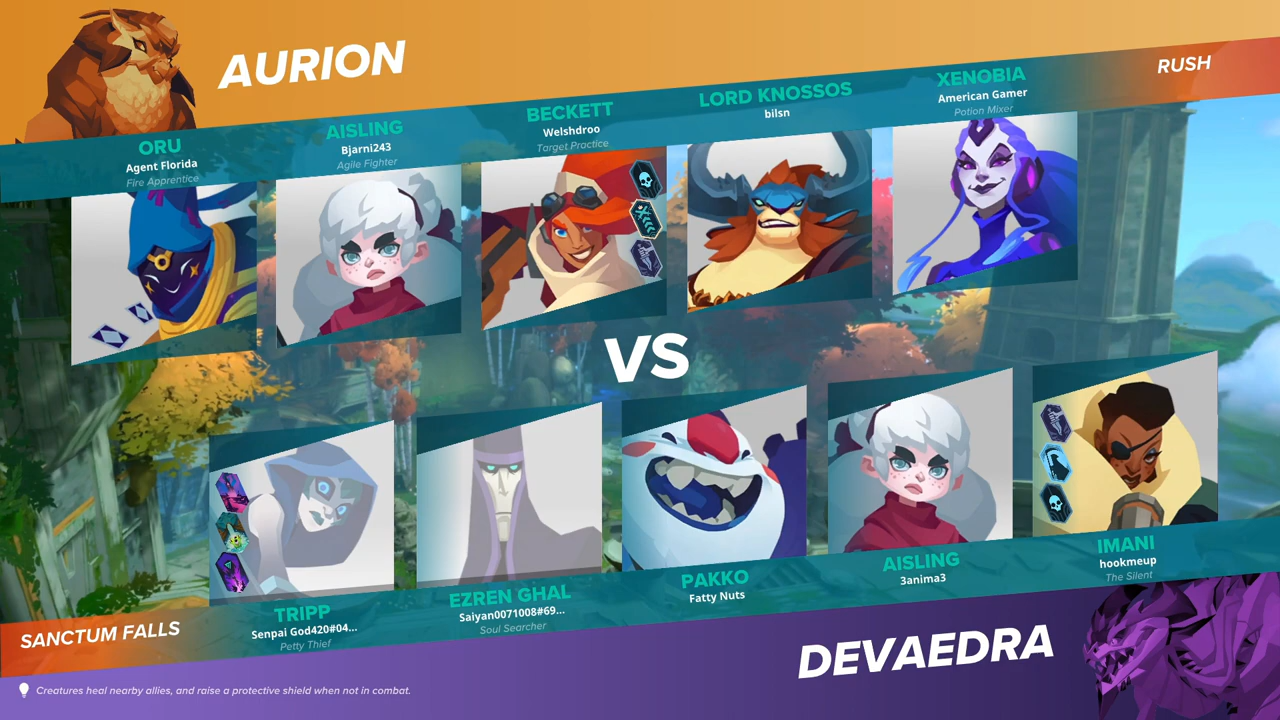 AURION
RUSH
ORU
Agent Florida
Fire Apprentice
AISLING
Bjarni243
Agile Fighter
BECKETT
Welshdroo
Target Practice
LORD KNOSSOS
bilsn
XENOBIA
American Gamer
Potion Mixer
VS
TRIPP
Senpai God420#04...
Petty Thief
EZREN GHAL
Saiyan0071008#69...
Soul Searcher
PAKKO
Fatty Nuts
AISLING
3anima3
IMANI
hookmeup
The Silent
SANCTUM FALLS
DEVAEDRA
Creatures heal nearby allies, and raise a protective shield when not in combat.